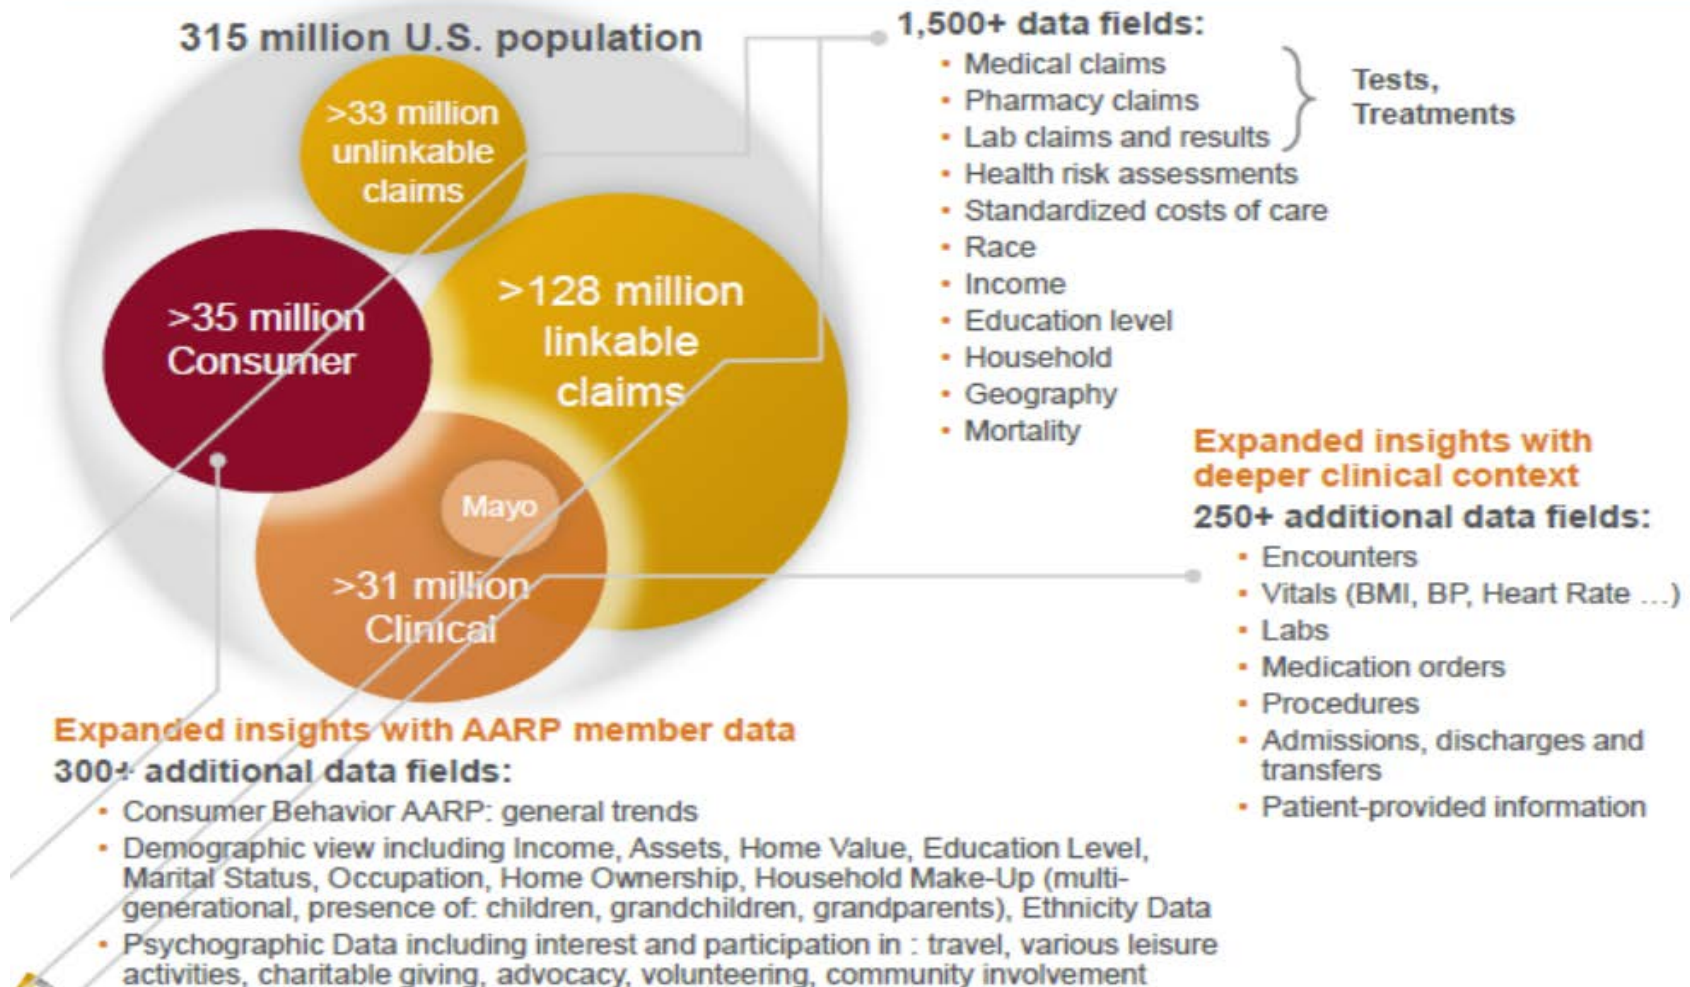 315 million U.S. population
>33 million
unlinkable
claims
>35 million
Consumer
>128 million
linkable
claims
Mayo
>31 million
Clinical
1,500+ data fields:
• Medical claims
• Pharmacy claims
• Lab claims and results
Tests,
Treatments
• Health risk assessments
• Standardized costs of care
• Race
• Income
• Education level
• Household
• Geography
• Mortality
Expanded insights with
deeper clinical context
250+ additional data fields:
• Encounters
• Vitals (BMI, BP, Heart Rate …)
• Labs
• Medication orders
• Procedures
• Admissions, discharges and
transfers
• Patient-provided information
Expanded insights with AARP member data
300+ additional data fields:
• Consumer Behavior AARP: general trends
• Demographic view including Income, Assets, Home Value, Education Level,
Marital Status, Occupation, Home Ownership, Household Make-Up (multi-
generational, presence of: children, grandchildren, grandparents), Ethnicity Data
• Psychographic Data including interest and participation in : travel, various leisure
activities, charitable giving, advocacy, volunteering, community involvement